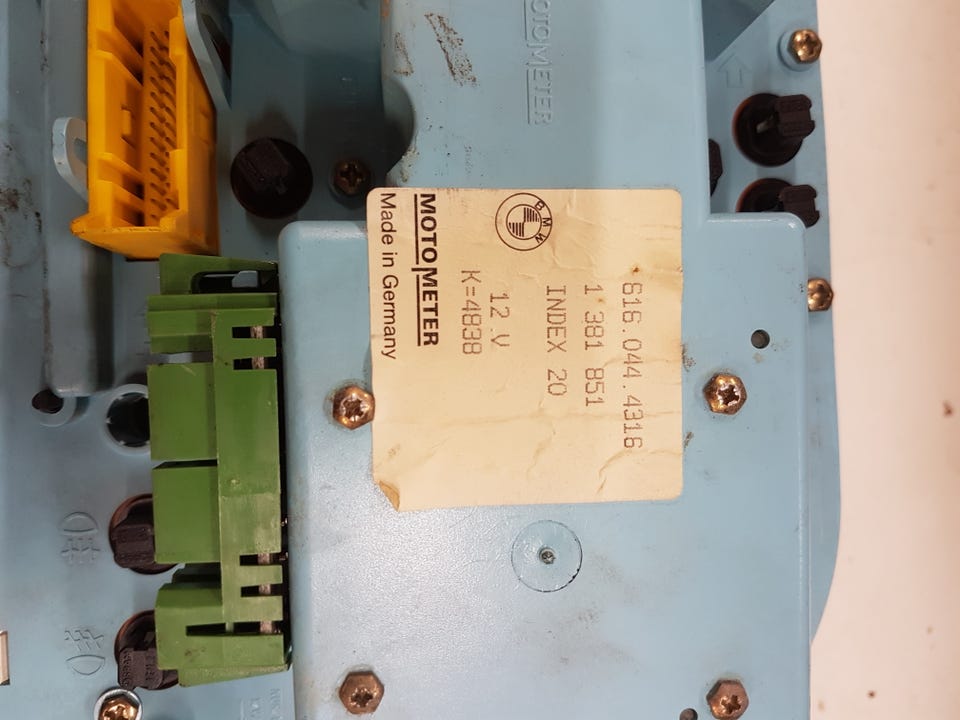 MOTOMETER
616.044.4316
1 381 851
INDEX 20
12 V
K=4838
BMW
MOTOMETER
Made in Germany